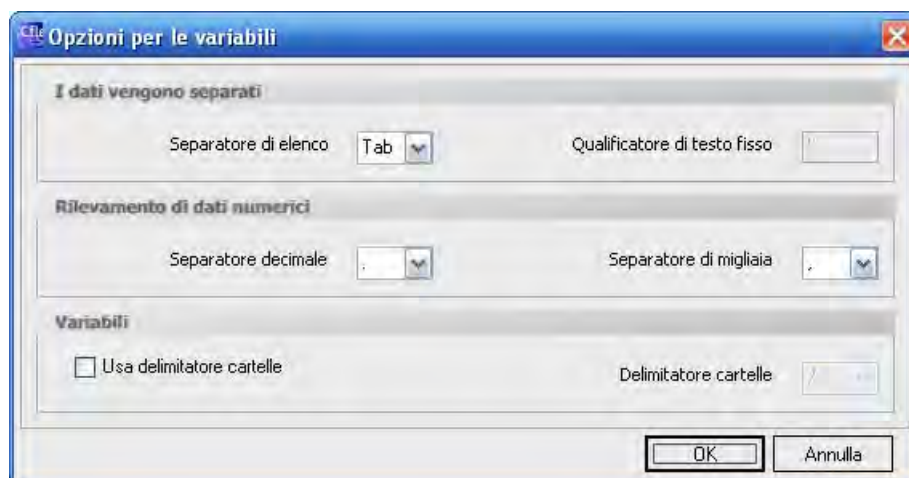 Opzioni per le variabili
I dati vengono separati
Separatore di elenco Tab Qualificatore di testo fisso '
Rilevamento di dati numerici
Separatore decimale . Separatore di migliaia ,
Variabili
Usa delimitatore cartelle Delimitatore cartelle /
OK Annulla